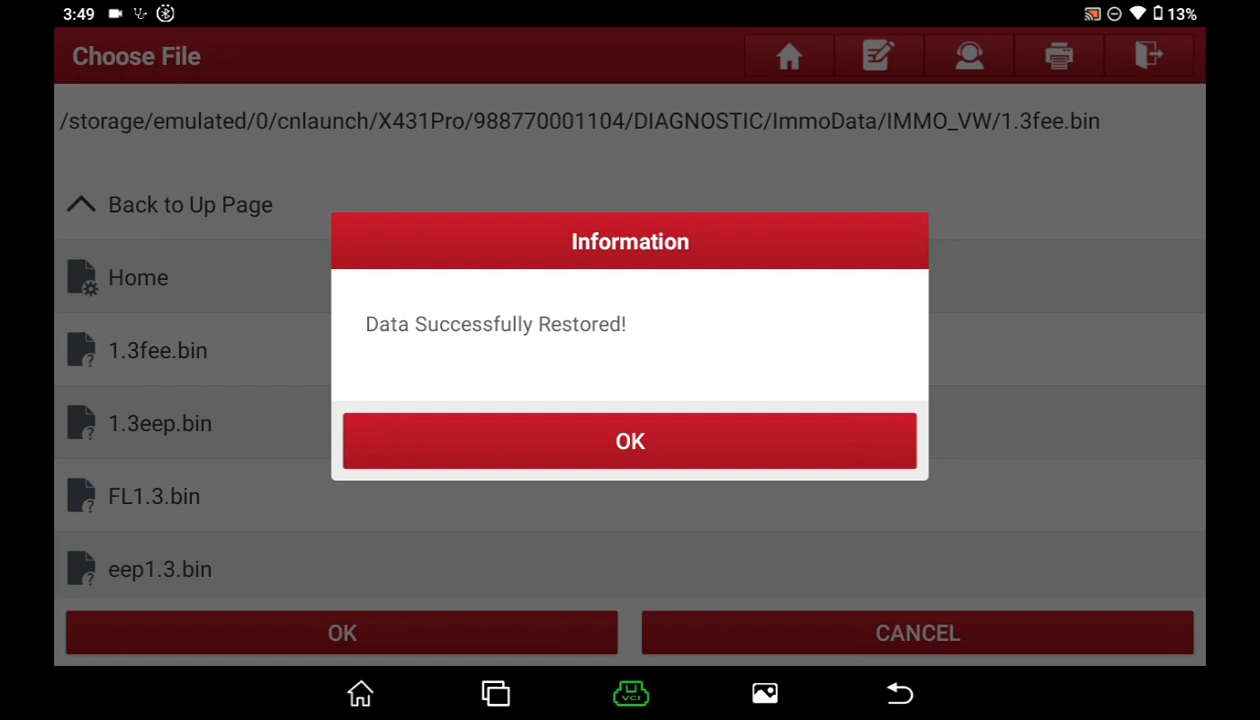 3:49
13%
Choose File
/storage/emulated/0/cnlaunch/X431Pro/988770001104/DIAGNOSTIC/ImmoData/IMMO_VW/1.3fee.bin
Back to Up Page
Information
Home
Data Successfully Restored!
1.3fee.bin
1.3eep.bin
OK
FL1.3.bin
eep1.3.bin
OK
CANCEL
VCI